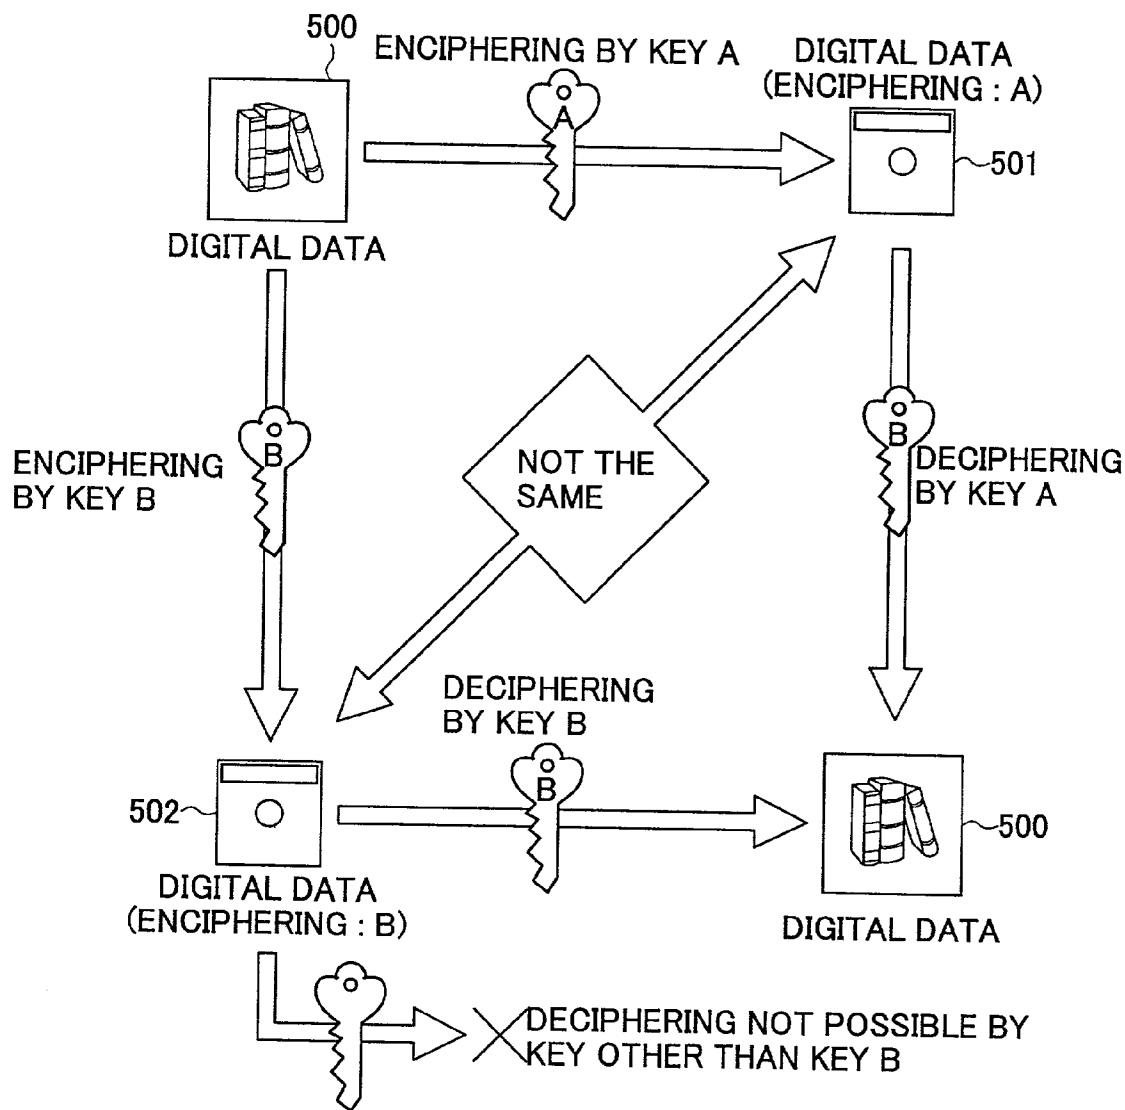 500
ENCIPHERING BY KEY A
A
DIGITAL DATA
(ENCIPHERING : A)
501
DIGITAL DATA
ENCIPHERING
BY KEY B
B
NOT THE
SAME
B
DECIPHERING
BY KEY A
DECIPHERING
BY KEY B
B
502
500
DIGITAL DATA
(ENCIPHERING : B)
DIGITAL DATA
DECIPHERING NOT POSSIBLE BY
KEY OTHER THAN KEY B